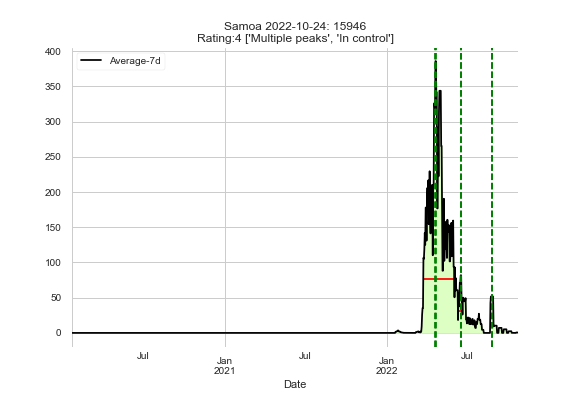 Samoa 2022-10-24: 15946
Rating:4 ['Multiple peaks', 'In control']
400
Average-7d
350
300
250
200
150
100
50
0
Jul
Jan
2021
Jul
Jan
2022
Jul
Date